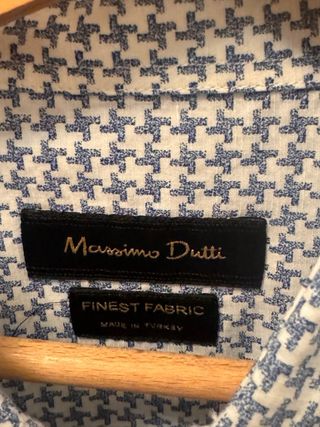 Massimo Dutti
FINEST FABRIC
MADE IN TURKEY